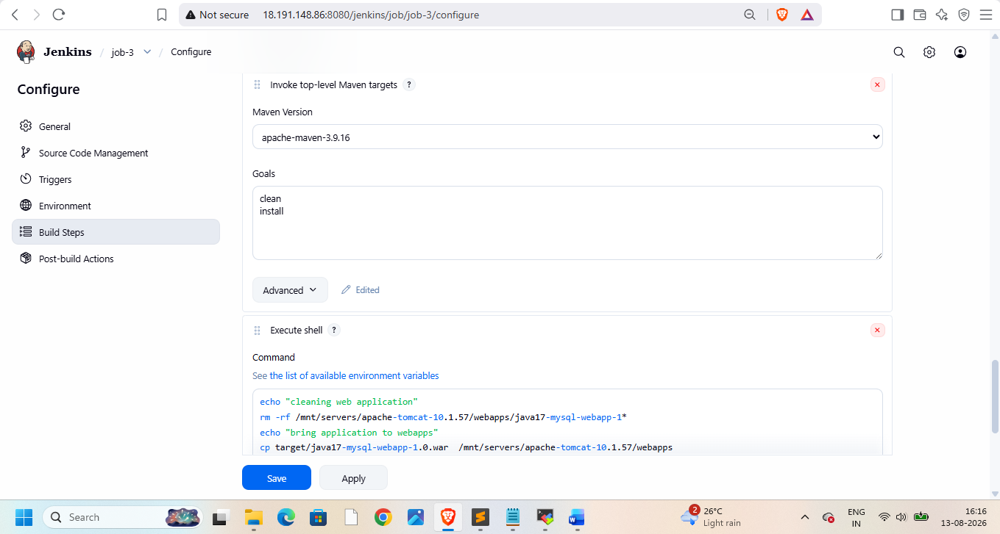 Not secure 18.191.148.86:8080/jenkins/job/job-3/configure
Jenkins / job-3 / Configure
Configure
General
Source Code Management
Triggers
Environment
Build Steps
Post-build Actions
Invoke top-level Maven targets ?
Maven Version
apache-maven-3.9.16
Goals
clean
install
Advanced Edited
Execute shell ?
Command
See the list of available environment variables
echo "cleaning web application"
rm -rf /mnt/servers/apache-tomcat-10.1.57/webapps/java17-mysql-webapp-1*
echo "bring application to webapps"
cp target/java17-mysql-webapp-1.0.war  /mnt/servers/apache-tomcat-10.1.57/webapps
Save Apply
Search
2
26°C
Light rain
ENG
IN
16:16
13-08-2026